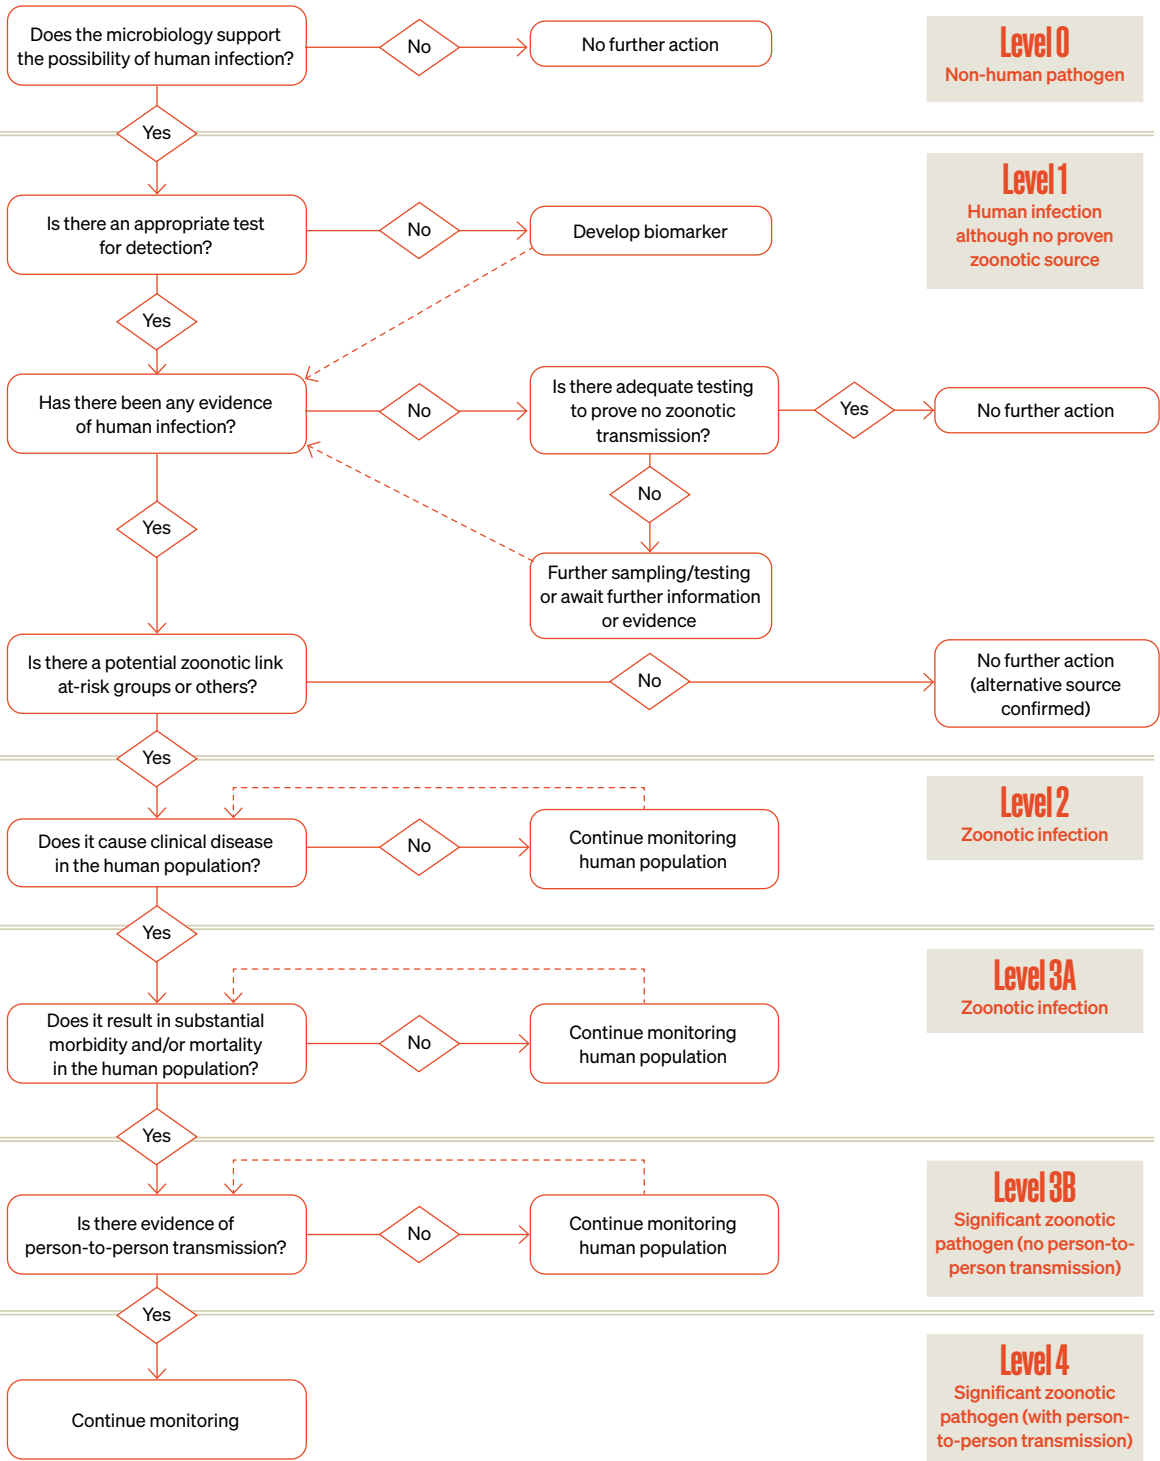 Does the microbiology support
the possibility of human infection?
No
No further action
Level 0
Non-human pathogen
Yes
Level 1
Human infection
although no proven
zoonotic source
Is there an appropriate test
for detection?
No
Develop biomarker
Yes
Has there been any evidence
of human infection?
No
Is there adequate testing
to prove no zoonotic
transmission?
Yes
No further action
No
Yes
Further sampling/testing
or await further information
or evidence
Is there a potential zoonotic link
at-risk groups or others?
No
No further action
(alternative source
confirmed)
Yes
Level 2
Zoonotic infection
Does it cause clinical disease
in the human population?
No
Continue monitoring
human population
Yes
Level 3A
Zoonotic infection
Does it result in substantial
morbidity and/or mortality
in the human population?
No
Continue monitoring
human population
Yes
Level 3B
Significant zoonotic
pathogen (no person-to-
person transmission)
Is there evidence of
person-to-person transmission?
No
Continue monitoring
human population
Yes
Level 4
Significant zoonotic
pathogen (with person-
to-person transmission)
Continue monitoring